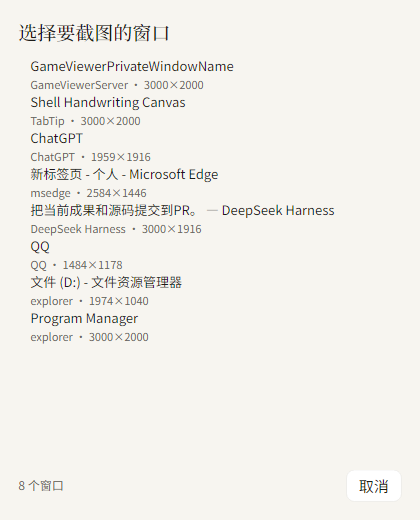 选择要截图的窗口
GameViewerPrivateWindowName
GameViewerServer • 3000×2000
Shell Handwriting Canvas
TabTip • 3000×2000
ChatGPT
ChatGPT • 1959×1916
新标签页 - 个人 - Microsoft Edge
msedge • 2584×1446
把当前成果和源码提交到PR。 — DeepSeek Harness
DeepSeek Harness • 3000×1916
QQ
QQ • 1484×1178
文件 (D:) - 文件资源管理器
explorer • 1974×1040
Program Manager
explorer • 3000×2000
8 个窗口
取消